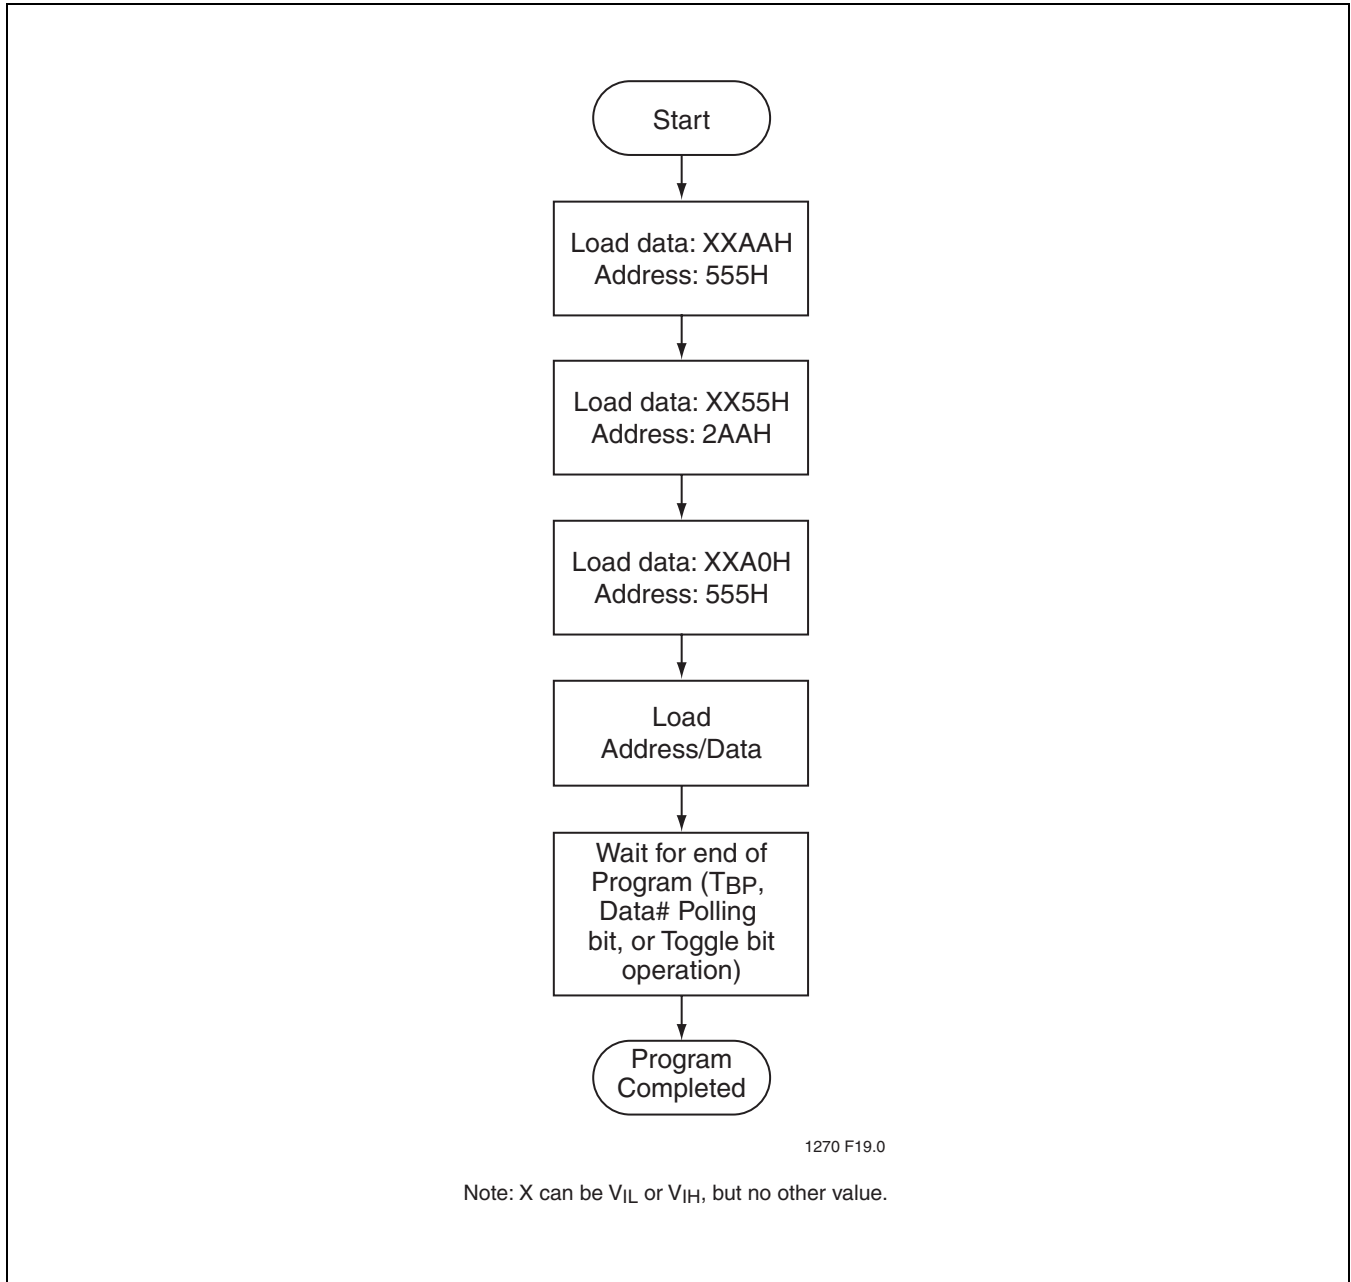 Start
Load data: XXAAH
Address: 555H
Load data: XX55H
Address: 2AAH
Load data: XXA0H
Address: 555H
Load
Address/Data
Wait for end of
Program (TBP,
Data# Polling
bit, or Toggle bit
operation)
Program
Completed
1270 F19.0
Note: X can be VIL or VIH, but no other value.